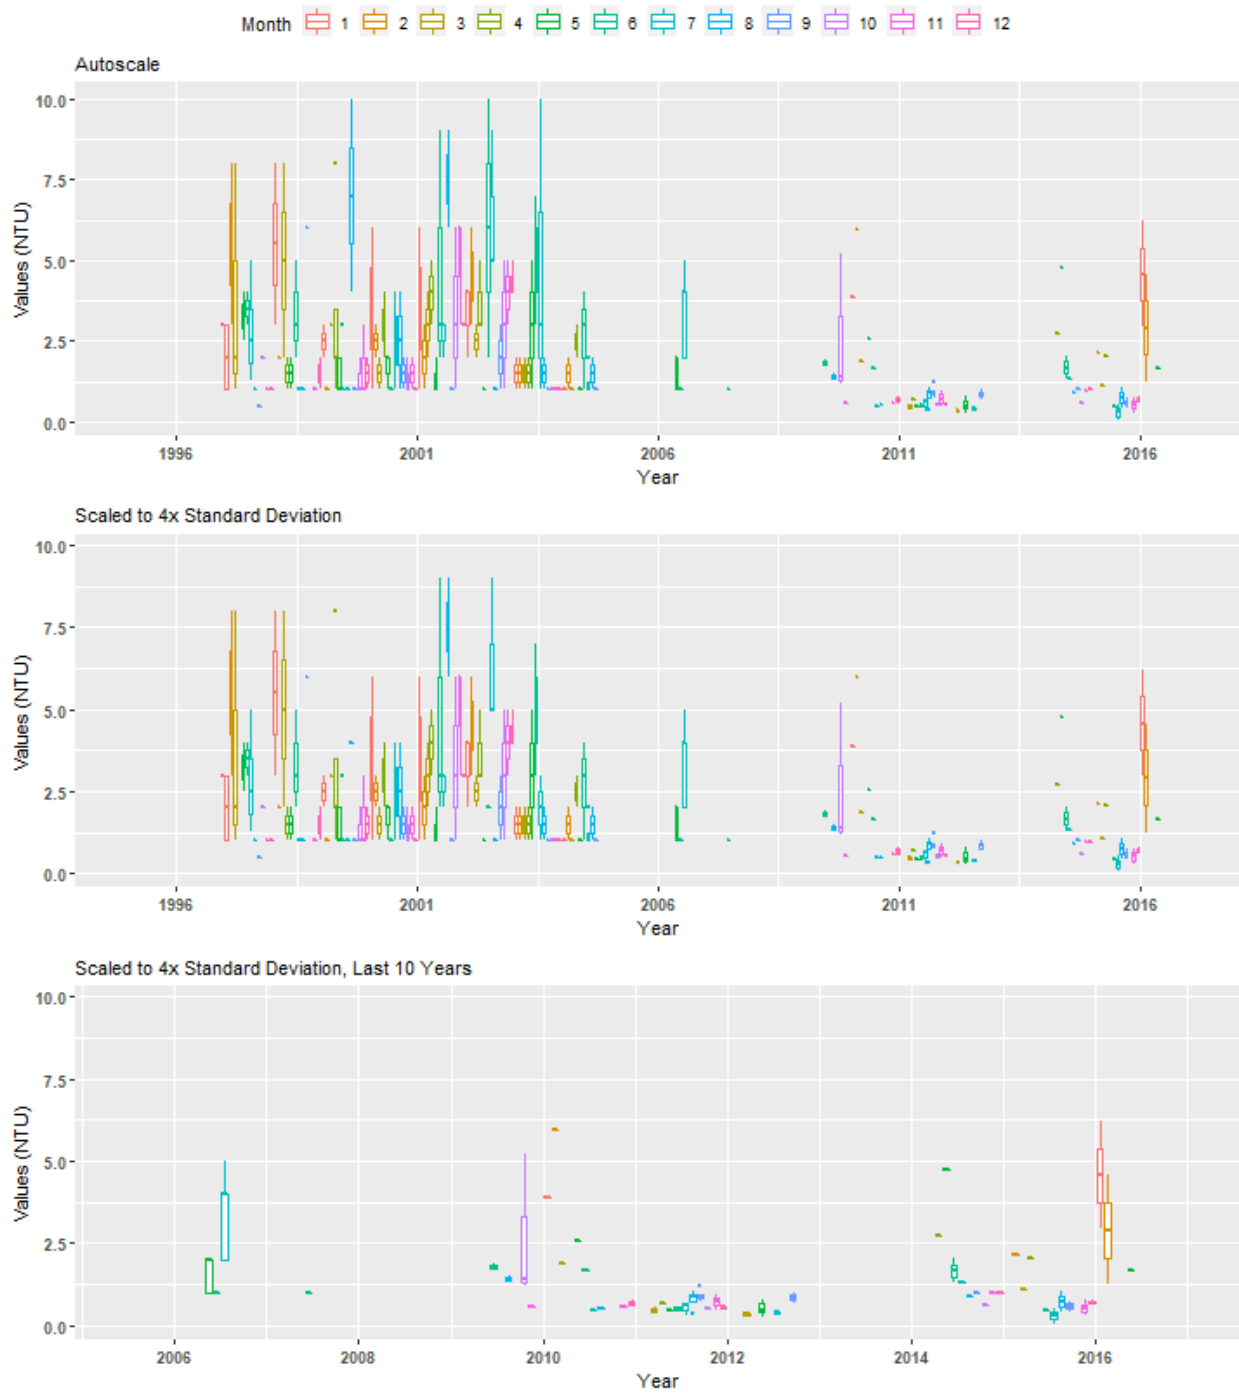 Month 1 2 3 4 5 6 7 8 9 10 11 12
Autoscale
10.0
7.5
5.0
2.5
0.0
Values (NTU)
1996 2001 2006 2011 2016
Year
Scaled to 4x Standard Deviation
10.0
7.5
5.0
2.5
0.0
Values (NTU)
1996 2001 2006 2011 2016
Year
Scaled to 4x Standard Deviation, Last 10 Years
10.0
7.5
5.0
2.5
0.0
Values (NTU)
2006 2008 2010 2012 2014 2016
Year